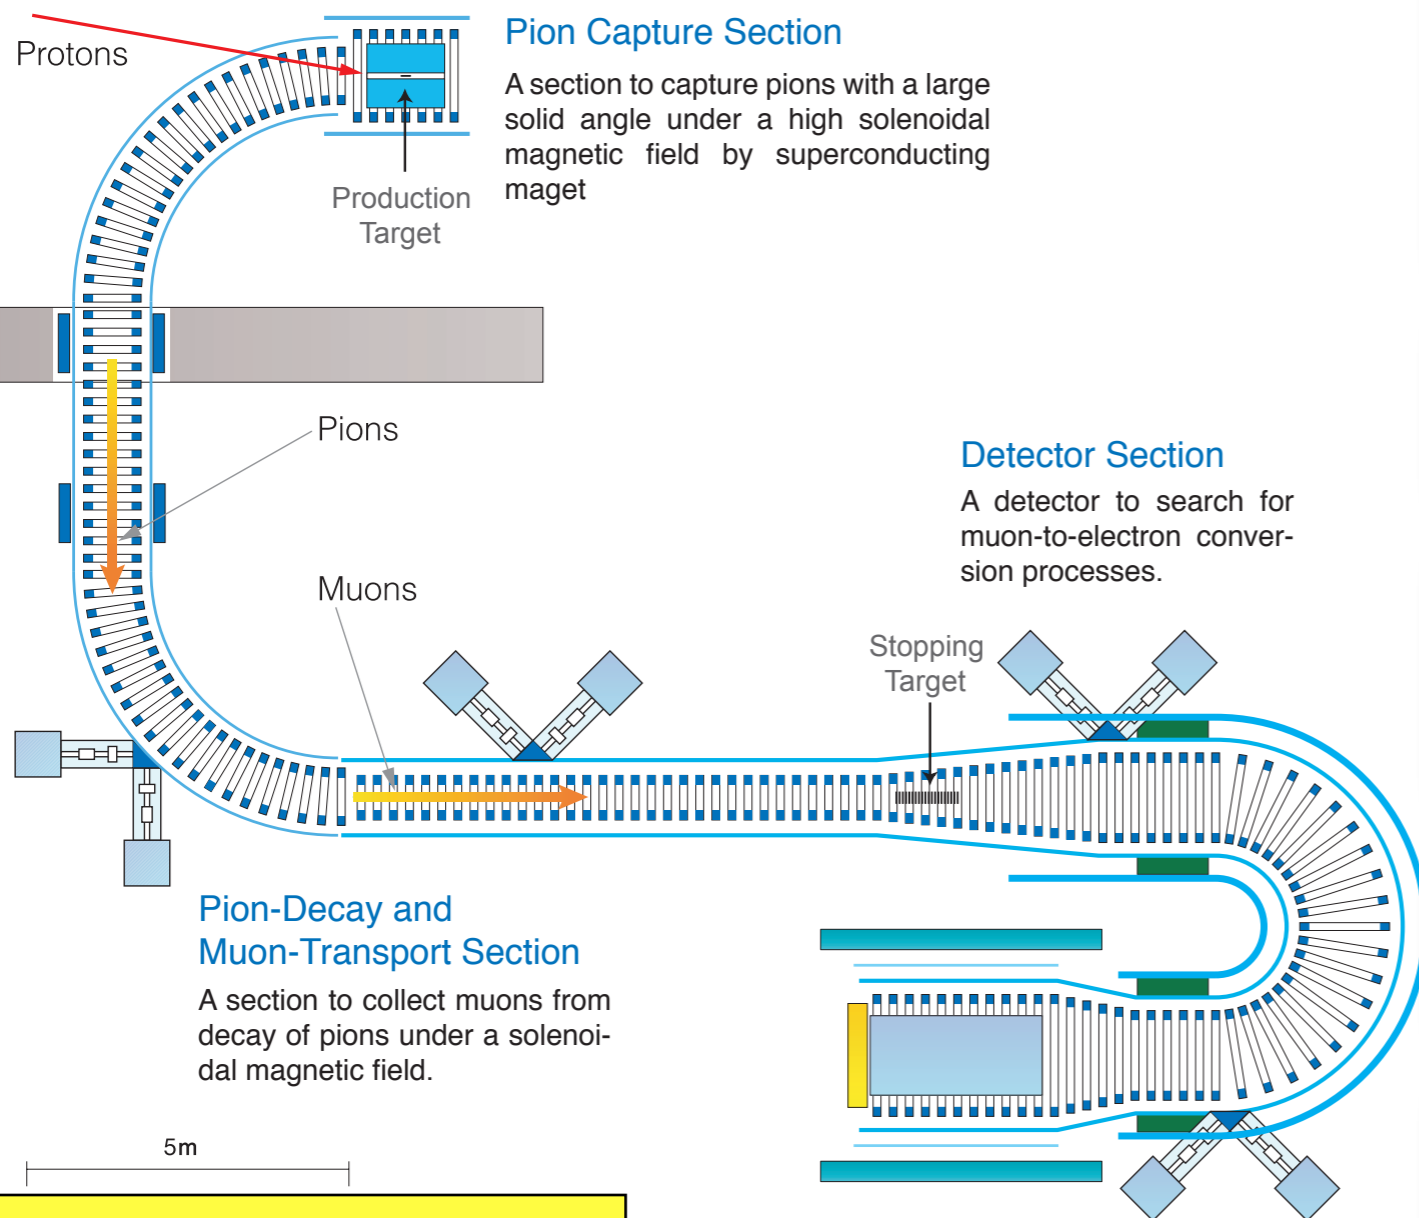 Protons
Pion Capture Section
A section to capture pions with a large
solid angle under a high solenoidal
magnetic field by superconducting
maget
Production
Target
Pions
Detector Section
A detector to search for
muon-to-electron conver-
sion processes.
Muons
Stopping
Target
Pion-Decay and
Muon-Transport Section
A section to collect muons from
decay of pions under a solenoi-
dal magnetic field.
5m